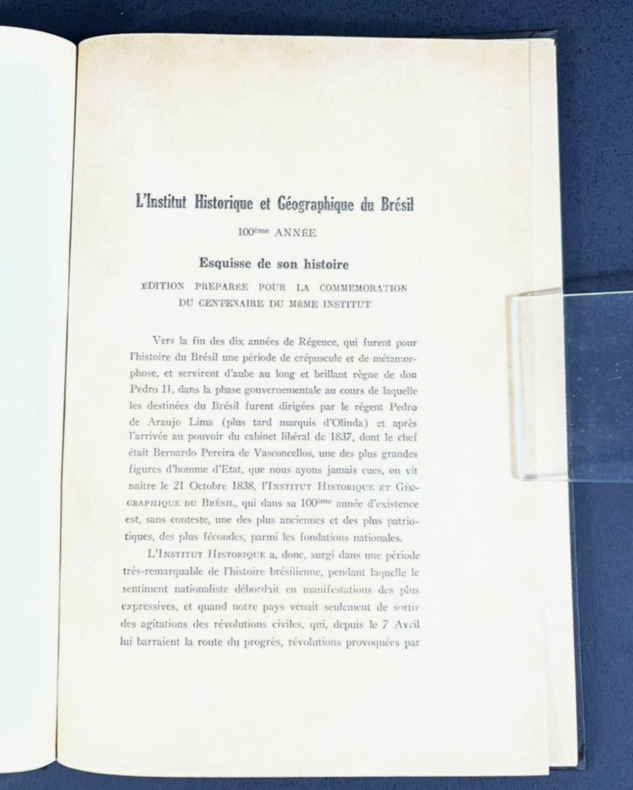 L'Institut Historique et Géographique du Brésil
100ème ANNÉE
Esquisse de son histoire
ÉDITION PREPARÉE POUR LA COMMEMORATION
DU CENTENAIRE DU MÊME INSTITUT
Vers la fin des dix années de Régence, qui furent pour
l'histoire du Brésil une période de crépuscule et de métamor-
phose, et servirent d'aube au long et brillant règne de don
Pedro II, dans la phase gouvernementale au cours de laquelle
les destinées du Brésil furent dirigées par le régent Pedro
de Araujo Lima (plus tard marquis d'Olinda) et après
l'arrivée au pouvoir du cabinet libéral de 1837, dont le chef
était Bernardo Pereira de Vasconcellos, une des plus grandes
figures d'homme d'Etat, que nous ayons jamais eues, on vit
naître le 21 Octobre 1838, l'INSTITUT HISTORIQUE ET GÉO-
GRAPHIQUE DU BRÉSIL, qui dans sa 100ème année d'existence
est, sans conteste, une des plus anciennes et des plus patrio-
tiques, des plus fécondes, parmi les fondations nationales.
L'INSTITUT HISTORIQUE a, donc, surgi dans une période
très-remarquable de l'histoire brésilienne, pendant laquelle le
sentiment nationaliste débordait en manifestations des plus
expressives, et quand notre pays venait seulement de sortir
des agitations des révolutions civiles, qui, depuis le 7 Avril
lui barraient la route du progrès, révolutions provoquées par